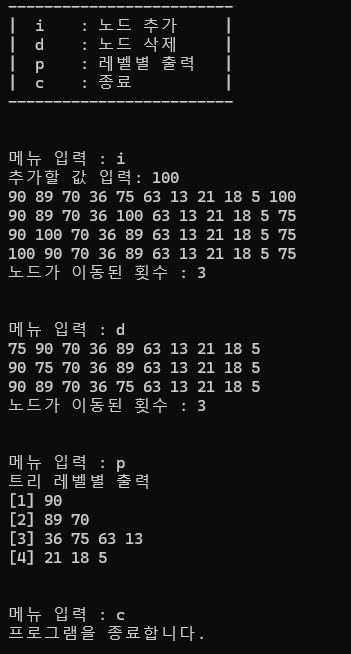 -------------------------
|  i    : 노드 추가     |
|  d    : 노드 삭제     |
|  p    : 레벨별 출력   |
|  c    : 종료          |
-------------------------
메뉴 입력 : i
추가할 값 입력: 100
90 89 70 36 75 63 13 21 18 5 100
90 89 70 36 100 63 13 21 18 5 75
90 100 70 36 89 63 13 21 18 5 75
100 90 70 36 89 63 13 21 18 5 75
노드가 이동된 횟수 : 3
메뉴 입력 : d
75 90 70 36 89 63 13 21 18 5
90 75 70 36 89 63 13 21 18 5
90 89 70 36 75 63 13 21 18 5
노드가 이동된 횟수 : 3
메뉴 입력 : p
트리 레벨별 출력
[1] 90
[2] 89 70
[3] 36 75 63 13
[4] 21 18 5
메뉴 입력 : c
프로그램을 종료합니다.